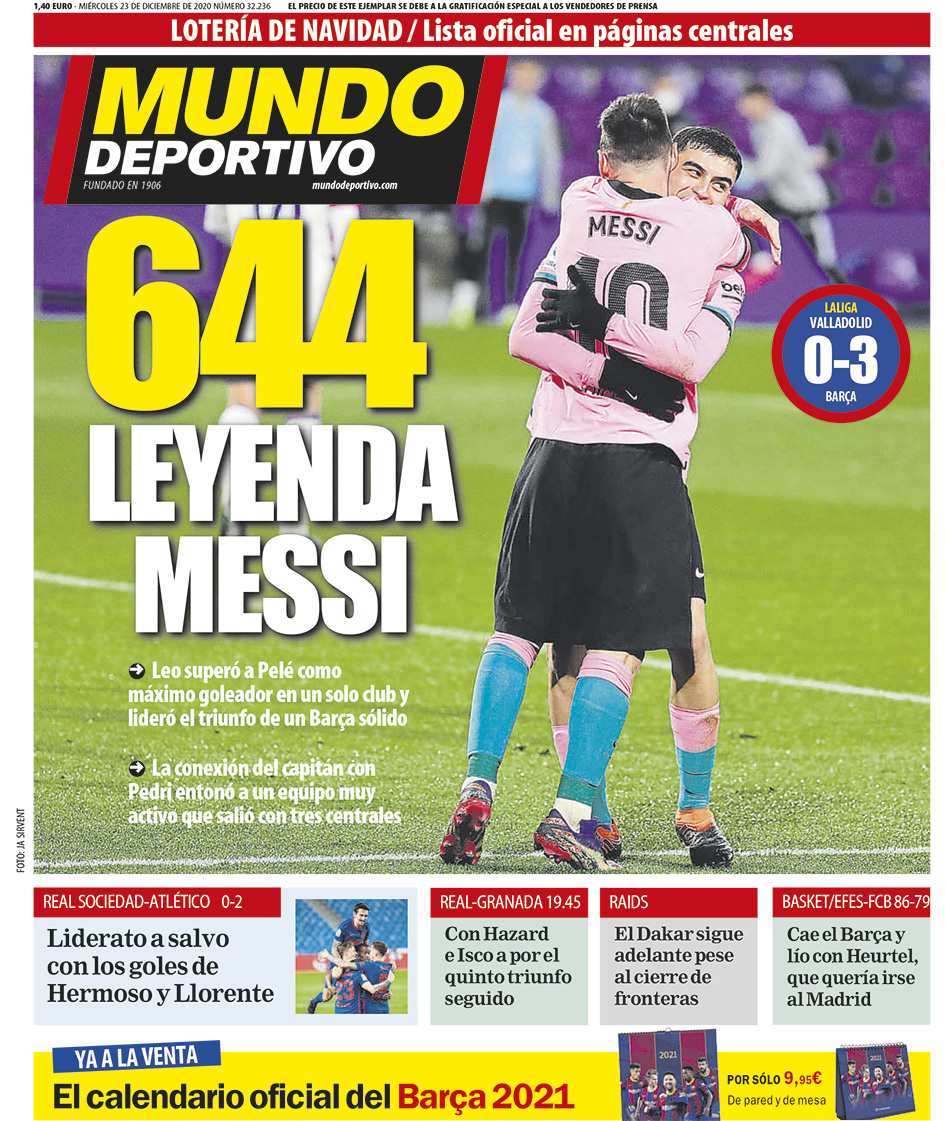 1,40 EURO - MIÉRCOLES 23 DE DICIEMBRE DE 2020 NÚMERO 32.236
EL PRECIO DE ESTE EJEMPLAR SE DEBE A LA GRATIFICACIÓN ESPECIAL A LOS VENDEDORES DE PRENSA
LOTERÍA DE NAVIDAD / Lista oficial en páginas centrales
MUNDO
DEPORTIVO
FUNDADO EN 1906
mundodeportivo.com
644
LEYENDA
MESSI
➔ Leo superó a Pelé como
máximo goleador en un solo club y
lideró el triunfo de un Barça sólido
➔ La conexión del capitán con
Pedri entonó a un equipo muy
activo que salió con tres centrales
MESSI
10
LALIGA
VALLADOLID
0-3
BARÇA
FOTO: JA SIRVENT
REAL SOCIEDAD-ATLÉTICO 0-2
Liderato a salvo
con los goles de
Hermoso y Llorente
REAL-GRANADA 19.45
Con Hazard
e Isco a por el
quinto triunfo
seguido
RAIDS
El Dakar sigue
adelante pese
al cierre de
fronteras
BASKET/EFES-FCB 86-79
Cae el Barça y
lío con Heurtel,
que quería irse
al Madrid
YA A LA VENTA
El calendario oficial del Barça 2021
2021
POR SÓLO 9,95€
De pared y de mesa
2021